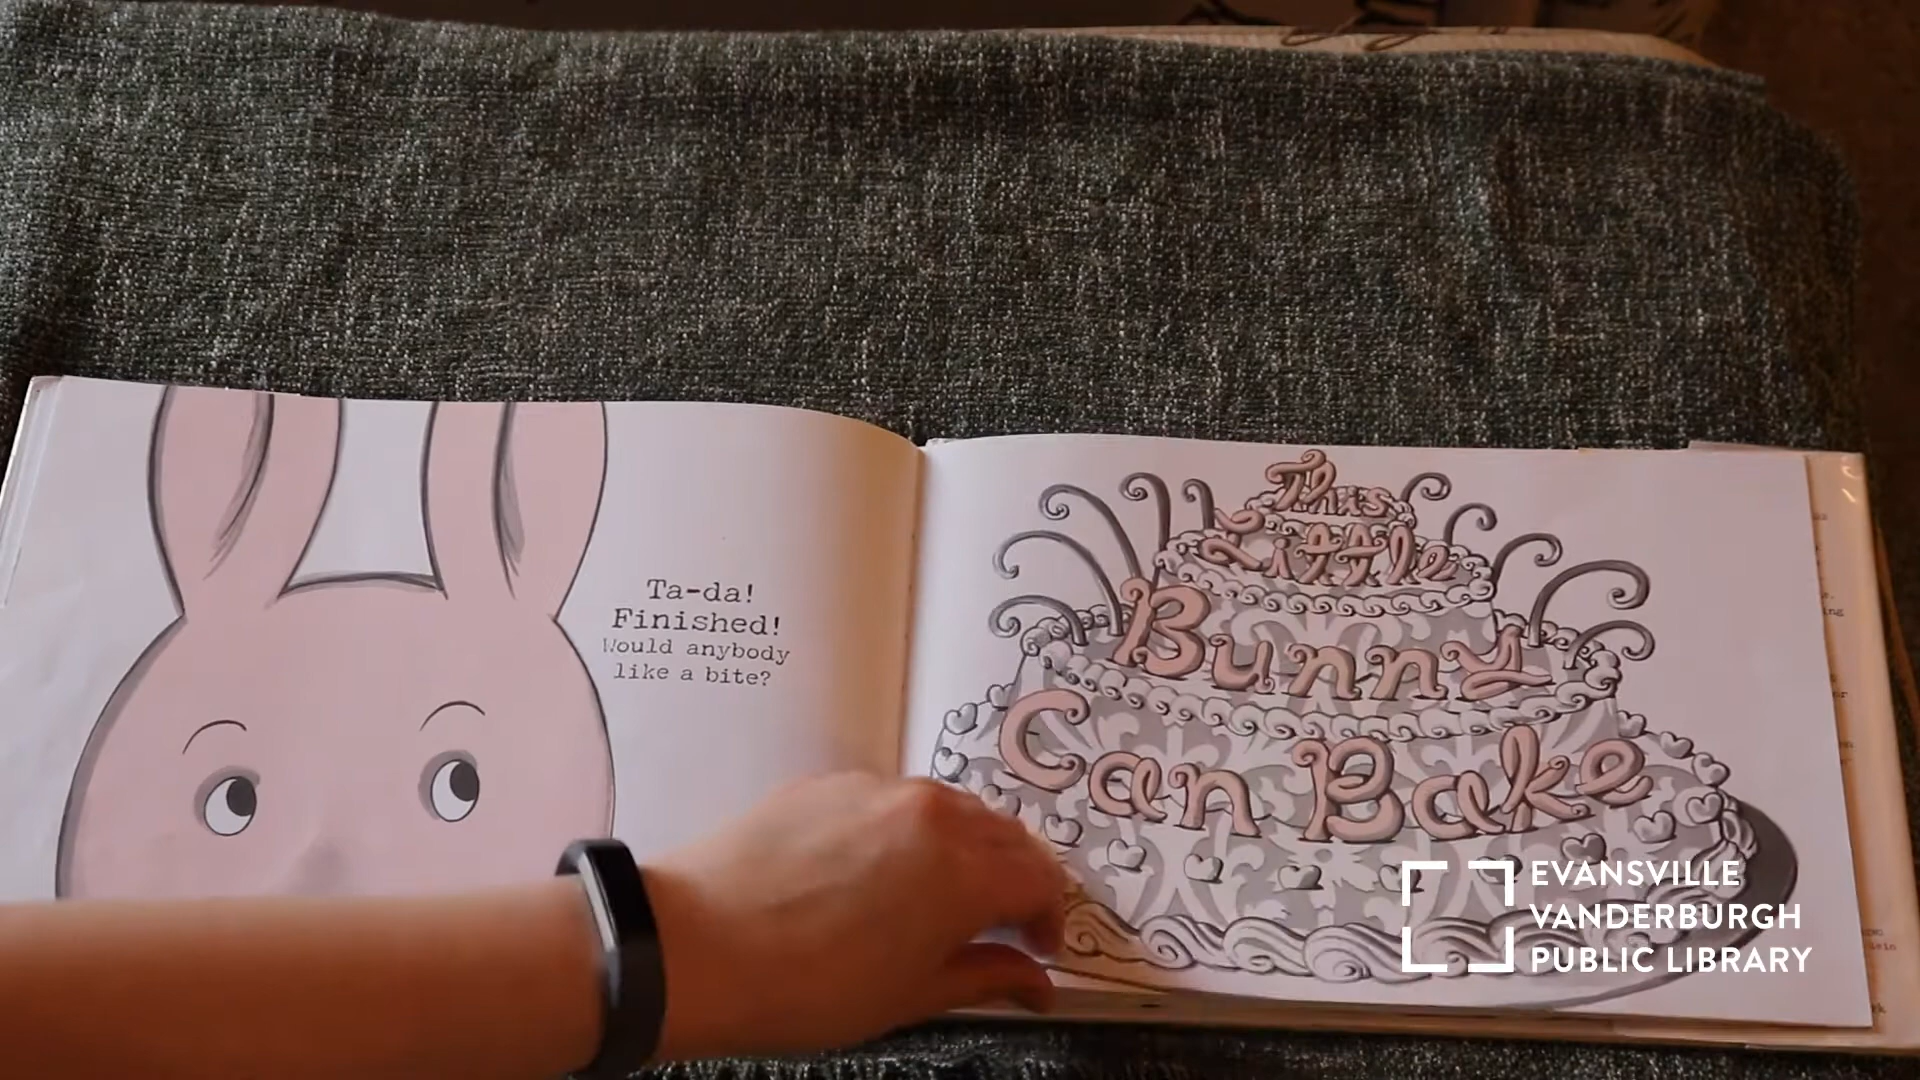 Ta-da!
Finished!
Would anybody
like a bite?
This
Little
Bunny
Can Bake
EVANSVILLE
VANDERBURGH
PUBLIC LIBRARY